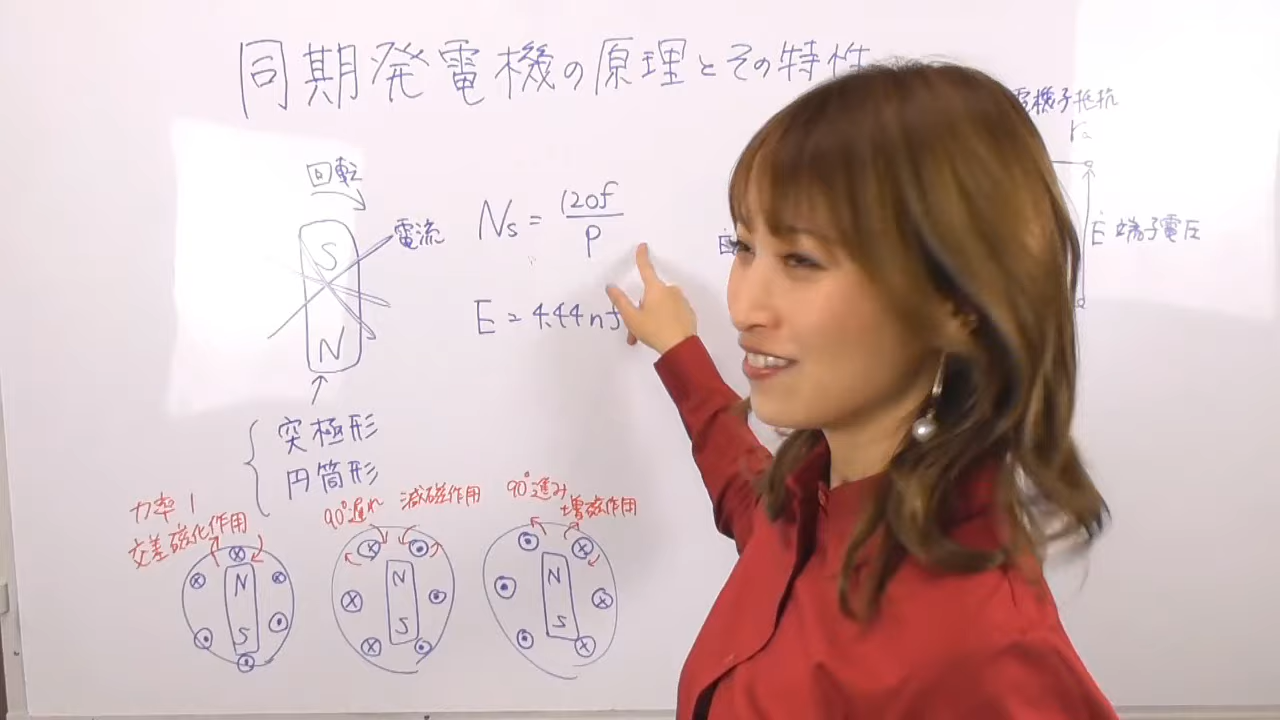 同期発電機の原理とその特性
回転
電流
S
N
Ns = 120f/P
E = 4.44nf
電機子抵抗
ra
Ė 端子電圧
突極形
円筒形
力率 1
交差磁化作用
90°遅れ 減磁作用
90°進み 増磁作用
N
S
N
S
N
S